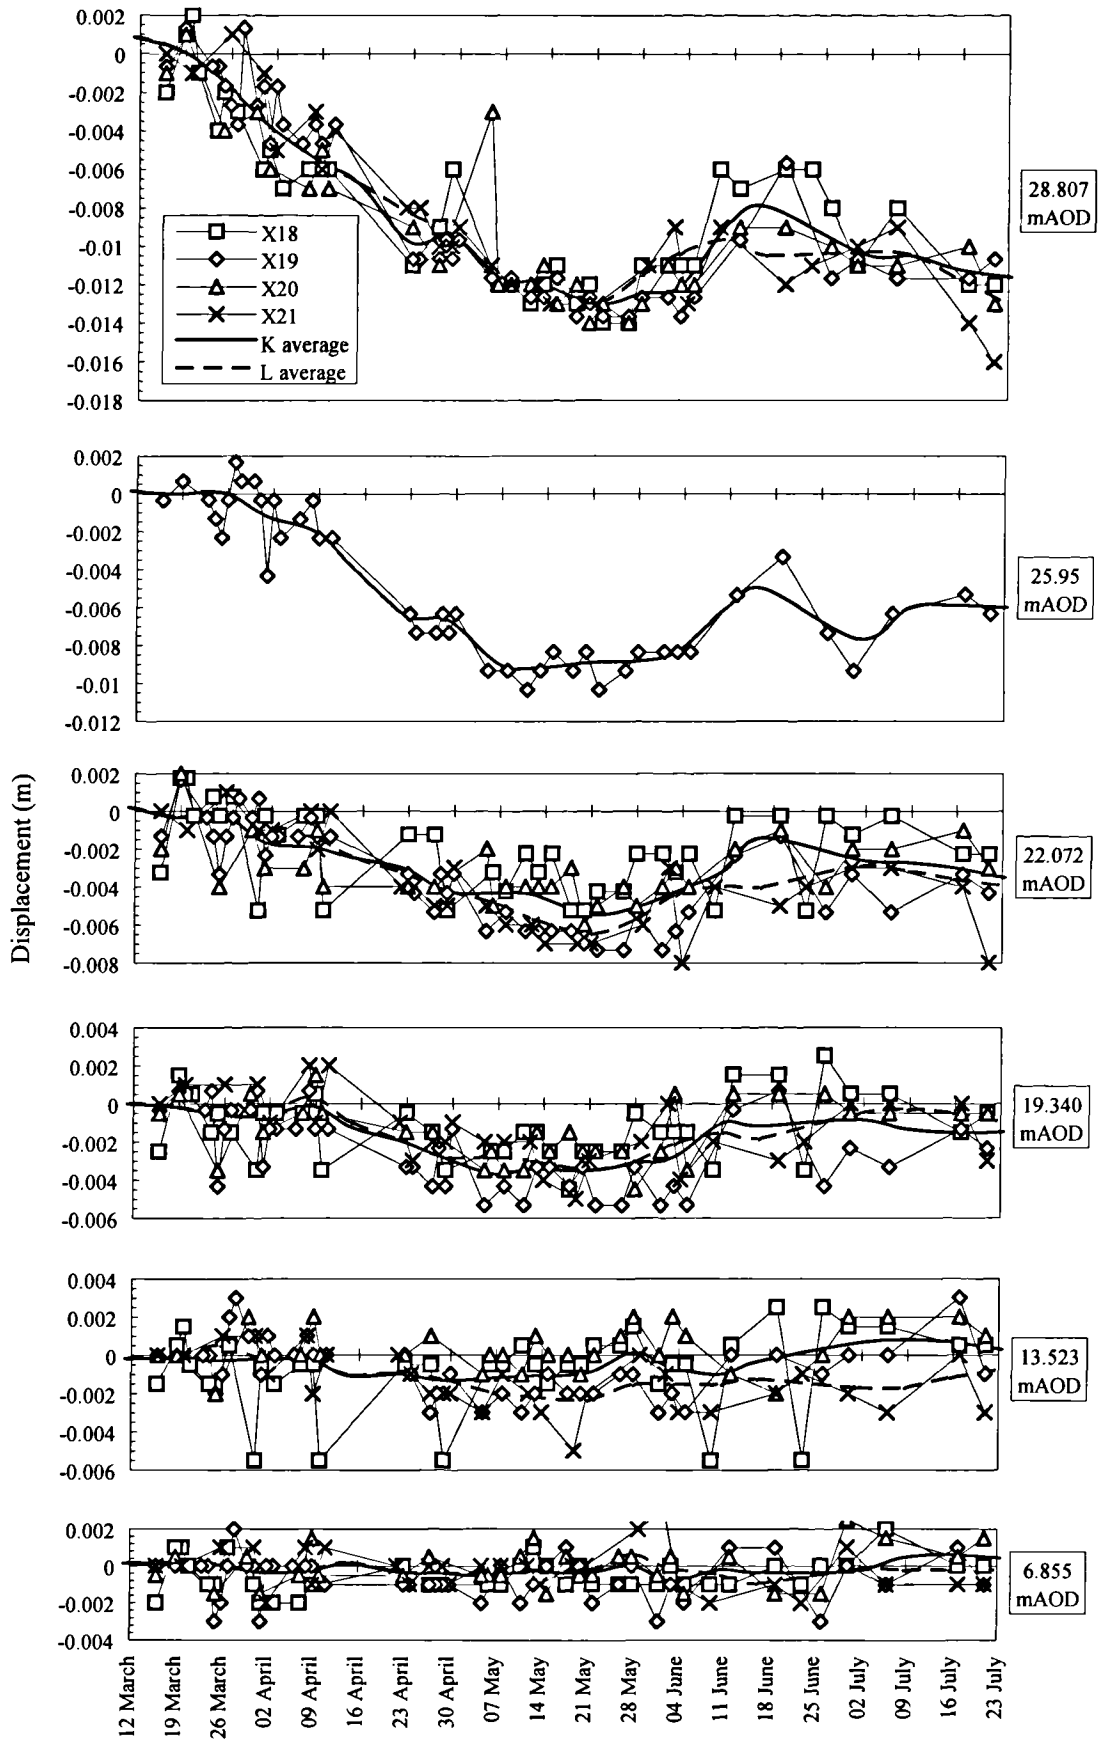 0.002
0
-0.002
-0.004
-0.006
-0.008
-0.01
-0.012
-0.014
-0.016
-0.018
X18
X19
X20
X21
K average
L average
28.807
mAOD
0.002
0
-0.002
-0.004
-0.006
-0.008
-0.01
-0.012
25.95
mAOD
Displacement (m)
0.002
0
-0.002
-0.004
-0.006
-0.008
22.072
mAOD
0.004
0.002
0
-0.002
-0.004
-0.006
19.340
mAOD
0.004
0.002
0
-0.002
-0.004
-0.006
13.523
mAOD
0.002
0
-0.002
-0.004
6.855
mAOD
12 March
19 March
26 March
02 April
09 April
16 April
23 April
30 April
07 May
14 May
21 May
28 May
04 June
11 June
18 June
25 June
02 July
09 July
16 July
23 July